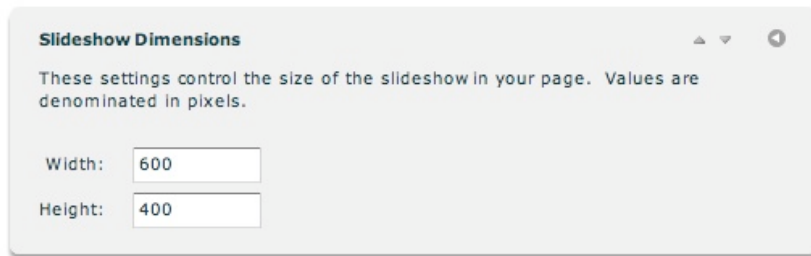 Slideshow Dimensions
These settings control the size of the slideshow in your page. Values are
denominated in pixels.
Width: 600
Height: 400